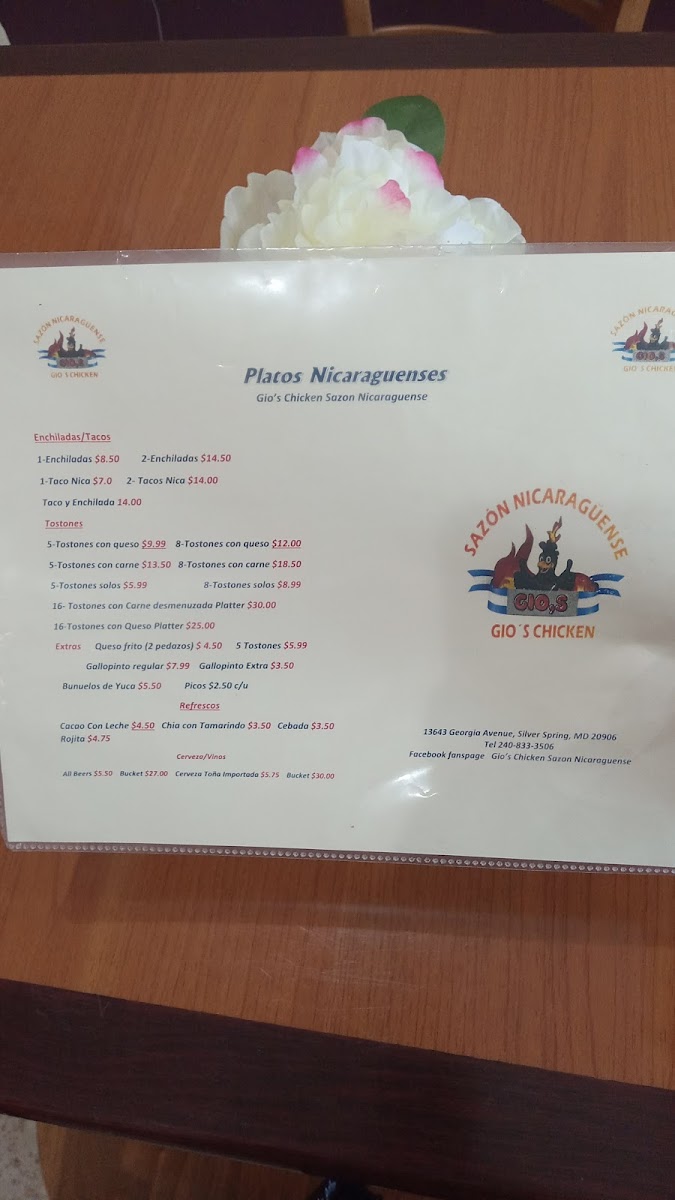 SAZÓN NICARAGÜENSE
GIO,S
GIO´S CHICKEN
SAZÓN NICARAG
GIO,S
GIO´S CHICKE
Platos Nicaraguenses
Gio's Chicken Sazon Nicaraguense
Enchiladas/Tacos
1-Enchiladas $8.50 2-Enchiladas $14.50
1-Taco Nica $7.0 2- Tacos Nica $14.00
Taco y Enchilada 14.00
Tostones
5-Tostones con queso $9.99 8-Tostones con queso $12.00
5-Tostones con carne $13.50 8-Tostones con carne $18.50
5-Tostones solos $5.99 8-Tostones solos $8.99
16- Tostones con Carne desmenuzada Platter $30.00
16-Tostones con Queso Platter $25.00
Extras Queso frito (2 pedazos) $ 4.50 5 Tostones $5.99
Gallopinto regular $7.99 Gallopinto Extra $3.50
Bunuelos de Yuca $5.50 Picos $2.50 c/u
Refrescos
Cacao Con Leche $4.50 Chia con Tamarindo $3.50 Cebada $3.50
Rojita $4.75
Cerveza/Vinos
All Beers $5.50 Bucket $27.00 Cerveza Toña Importada $5.75 Bucket $30.00
SAZÓN NICARAGÜENSE
GIO,S
GIO´S CHICKEN
13643 Georgia Avenue, Silver Spring, MD 20906
Tel 240-833-3506
Facebook fanspage Gio's Chicken Sazon Nicaraguense